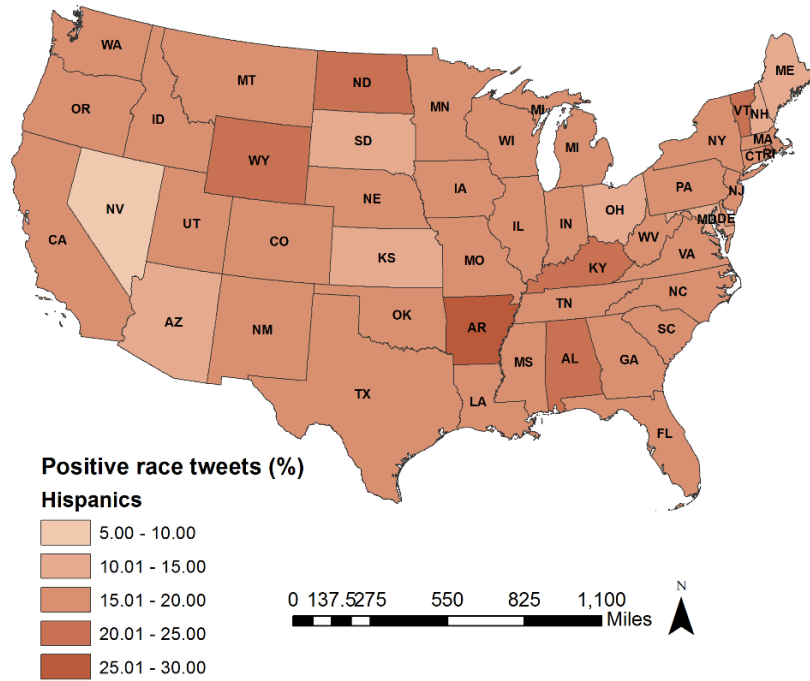 WA
ME
MT
ND
VT
NH
MN
OR
ID
MI
WI
MA
SD
NY
MI
CT
RI
WY
PA
IA
NE
NJ
OH
NV
IL
IN
MD
DE
UT
WV
CO
CA
VA
KS
MO
KY
NC
TN
OK
AZ
AR
SC
NM
MS
AL
GA
TX
LA
FL
Positive race tweets (%)
Hispanics
5.00 - 10.00
10.01 - 15.00
15.01 - 20.00
20.01 - 25.00
25.01 - 30.00
0 137.5 275 550 825 1,100
Miles
N